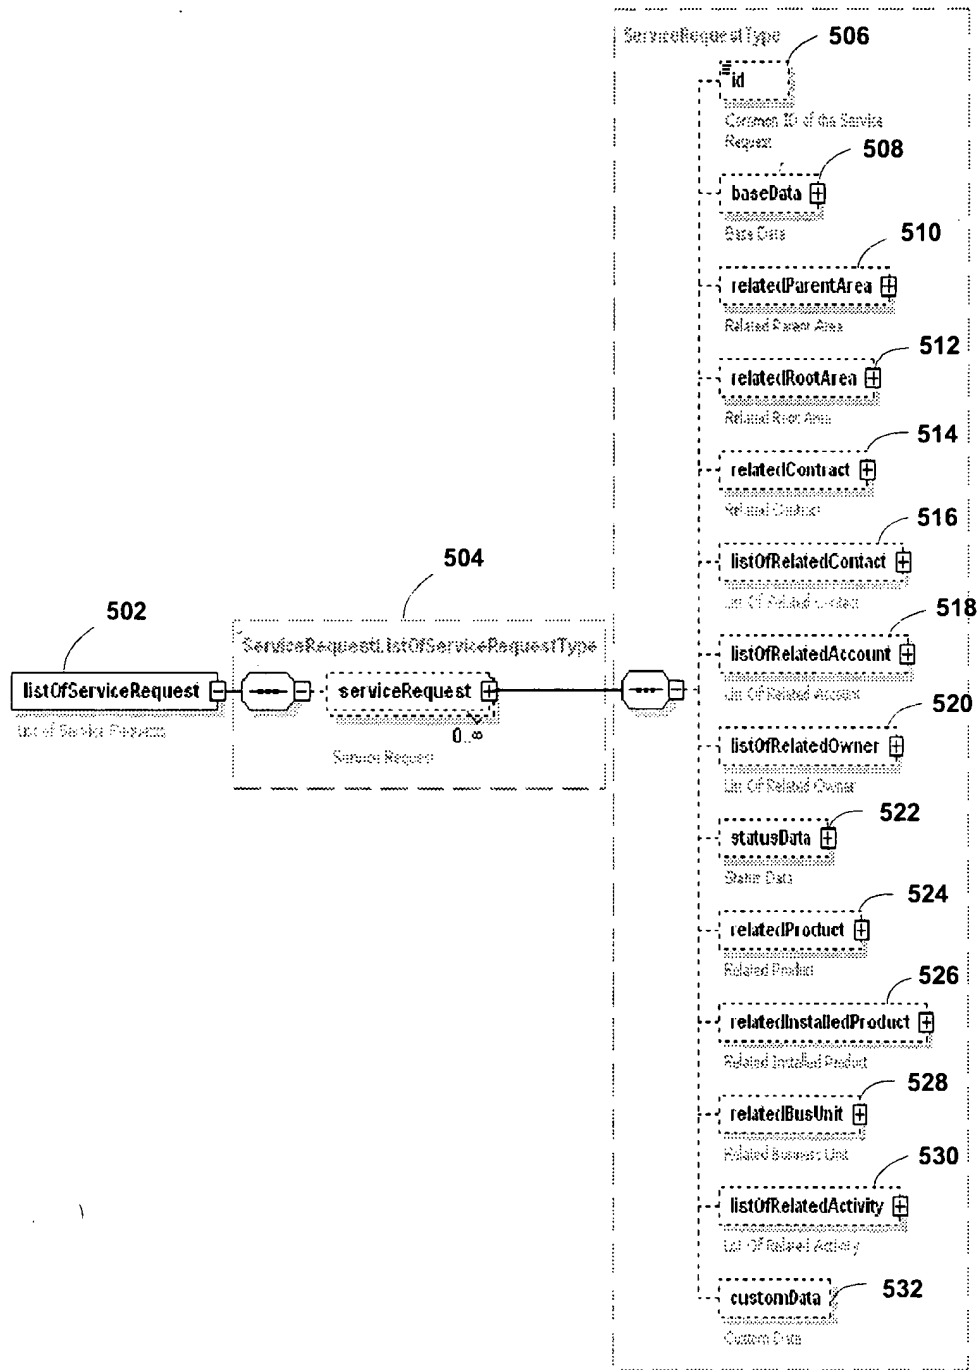 ServiceRequestType
506
id
Common ID of the Service
Request
508
baseData
Base Data
510
relatedParentArea
Related Parent Area
512
relatedRootArea
Related Root Area
514
relatedContract
Related
516
listOfRelatedContact
List Of Related Contact
518
listOfRelatedAccount
List Of Related Account
520
listOfRelatedOwner
List Of Related Owner
522
statusData
Status Data
524
relatedProduct
Related Product
526
relatedInstalledProduct
Related Installed Product
528
relatedBusUnit
Related Business Unit
530
listOfRelatedActivity
List Of Related Activity
customData
532
Custom Data
504
ServiceRequestListOfServiceRequestType
serviceRequest
0..∞
Service Request
502
listOfServiceRequest
List of Service Requests